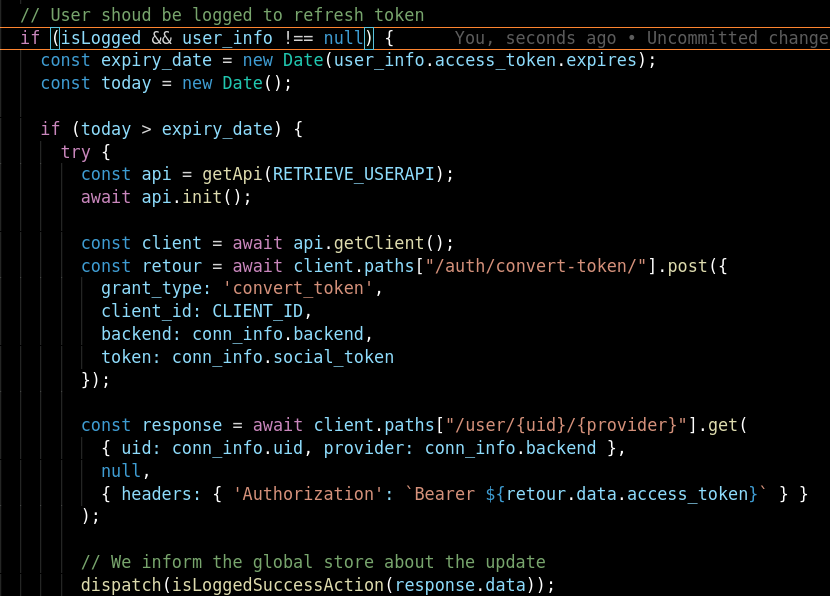 // User shoud be logged to refresh token
if (isLogged && user_info !== null) {      You, seconds ago • Uncommitted change
  const expiry_date = new Date(user_info.access_token.expires);
  const today = new Date();

  if (today > expiry_date) {
    try {
      const api = getApi(RETRIEVE_USERAPI);
      await api.init();

      const client = await api.getClient();
      const retour = await client.paths["/auth/convert-token/"].post({
        grant_type: 'convert_token',
        client_id: CLIENT_ID,
        backend: conn_info.backend,
        token: conn_info.social_token
      });

      const response = await client.paths["/user/{uid}/{provider}"].get(
        { uid: conn_info.uid, provider: conn_info.backend },
        null,
        { headers: { 'Authorization': `Bearer ${retour.data.access_token}` } }
      );

      // We inform the global store about the update
      dispatch(isLoggedSuccessAction(response.data));